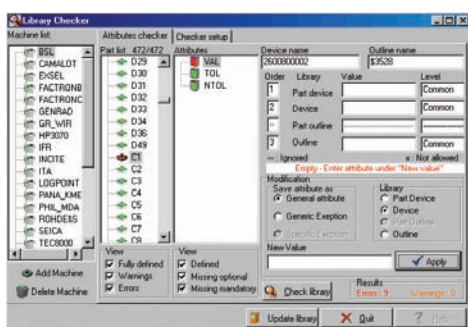 Library Checker
Machine list
Attributes checker
Checker setup
BSL
CAMALOT
EXSEL
FACTRONB
FACTRONC
GENRAD
GR_WIR
HP3070
IFR
INCITE
ITA
LOGPOINT
PANA_KME
PHIL_MDA
ROHDE&S
SEICA
TEC8000
Add Machine
Delete Machine
Part list 472/472
D29
D30
D31
D32
D33
D34
D36
D49
C1
C2
C3
C4
C5
C6
C7
C8
View
Fully defined
Warnings
Errors
Attributes
VAL
TOL
NTOL
View
Defined
Missing optional
Missing mandatory
Device name
Outline name
2600800002
$3528
Order Library Value Level
1 Part device Common
2 Device Common
- Part outline
3 Outline Common
-- : Ignored
x : Not allowed
Empty - Enter attribute under "New value"
Modification
Save attribute as
General attribute
Generic Exeption
Specific Exeption
Library
Part Device
Device
Part Outline
Outline
New Value
Apply
Check library
Results
Errors : 9 Warnings : 0
Update library
Quit
Help